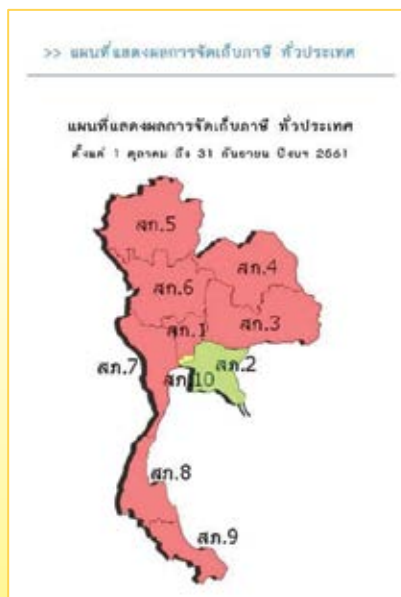 >> แผนที่แสดงผลการจัดเก็บภาษี ทั่วประเทศ
แผนที่แสดงผลการจัดเก็บภาษี ทั่วประเทศ
ตั้งแต่ 1 ตุลาคม ถึง 31 กันยายน ปีงบฯ 2561
สภ.5
สภ.4
สภ.6
สภ.3
สภ.1
สภ.7
สภ.2
สภ.10
สภ.8
สภ.9